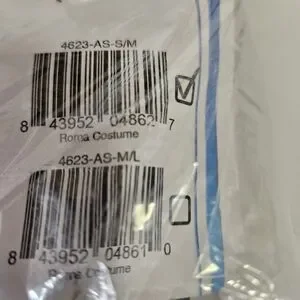 4623-AS-S/M
8 43952 04862 7
Roma Costume
4623-AS-M/L
8 43952 04861 0
Roma Costume